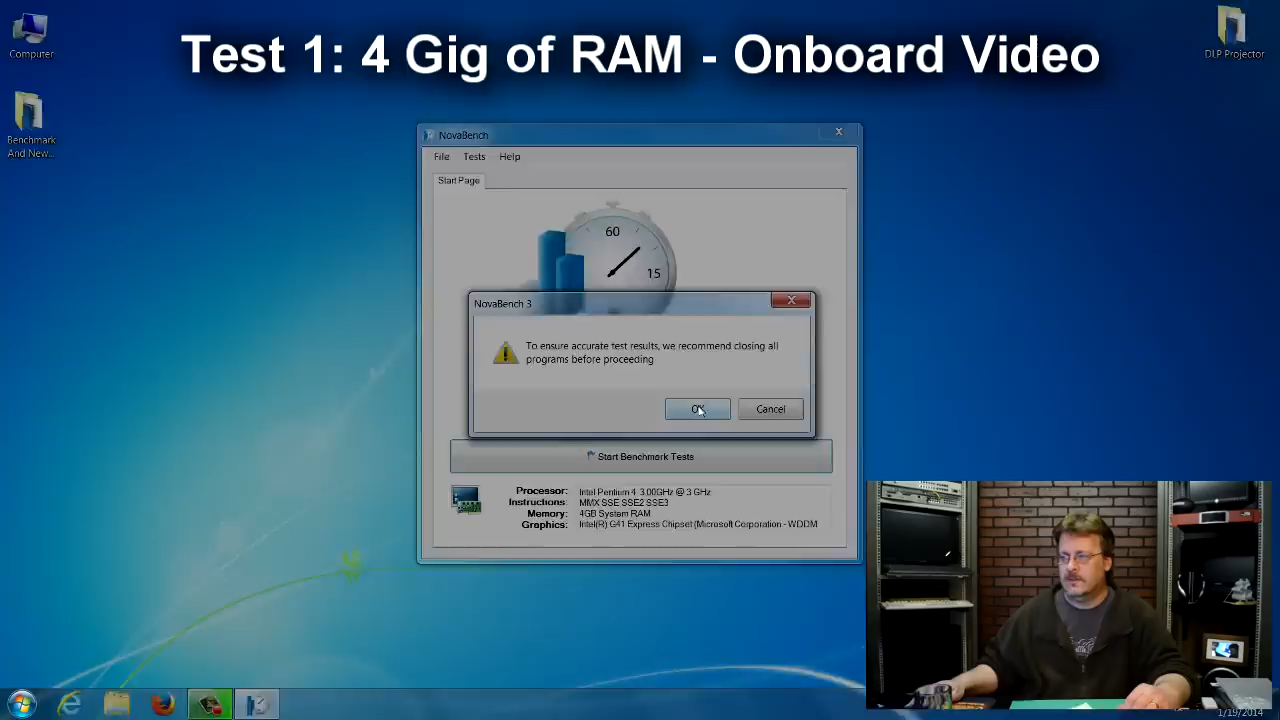 Test 1: 4 Gig of RAM - Onboard Video
Computer
DLP Projector
Benchmark
And New...
NovaBench
File Tests Help
Start Page
60
15
NovaBench 3
To ensure accurate test results, we recommend closing all
programs before proceeding
OK Cancel
Start Benchmark Tests
Processor: Intel Pentium 4 3.00GHz @ 3 GHz
Instructions: MMX SSE SSE2 SSE3
Memory: 4GB System RAM
Graphics: Intel(R) G41 Express Chipset (Microsoft Corporation - WDDM
1/19/2014